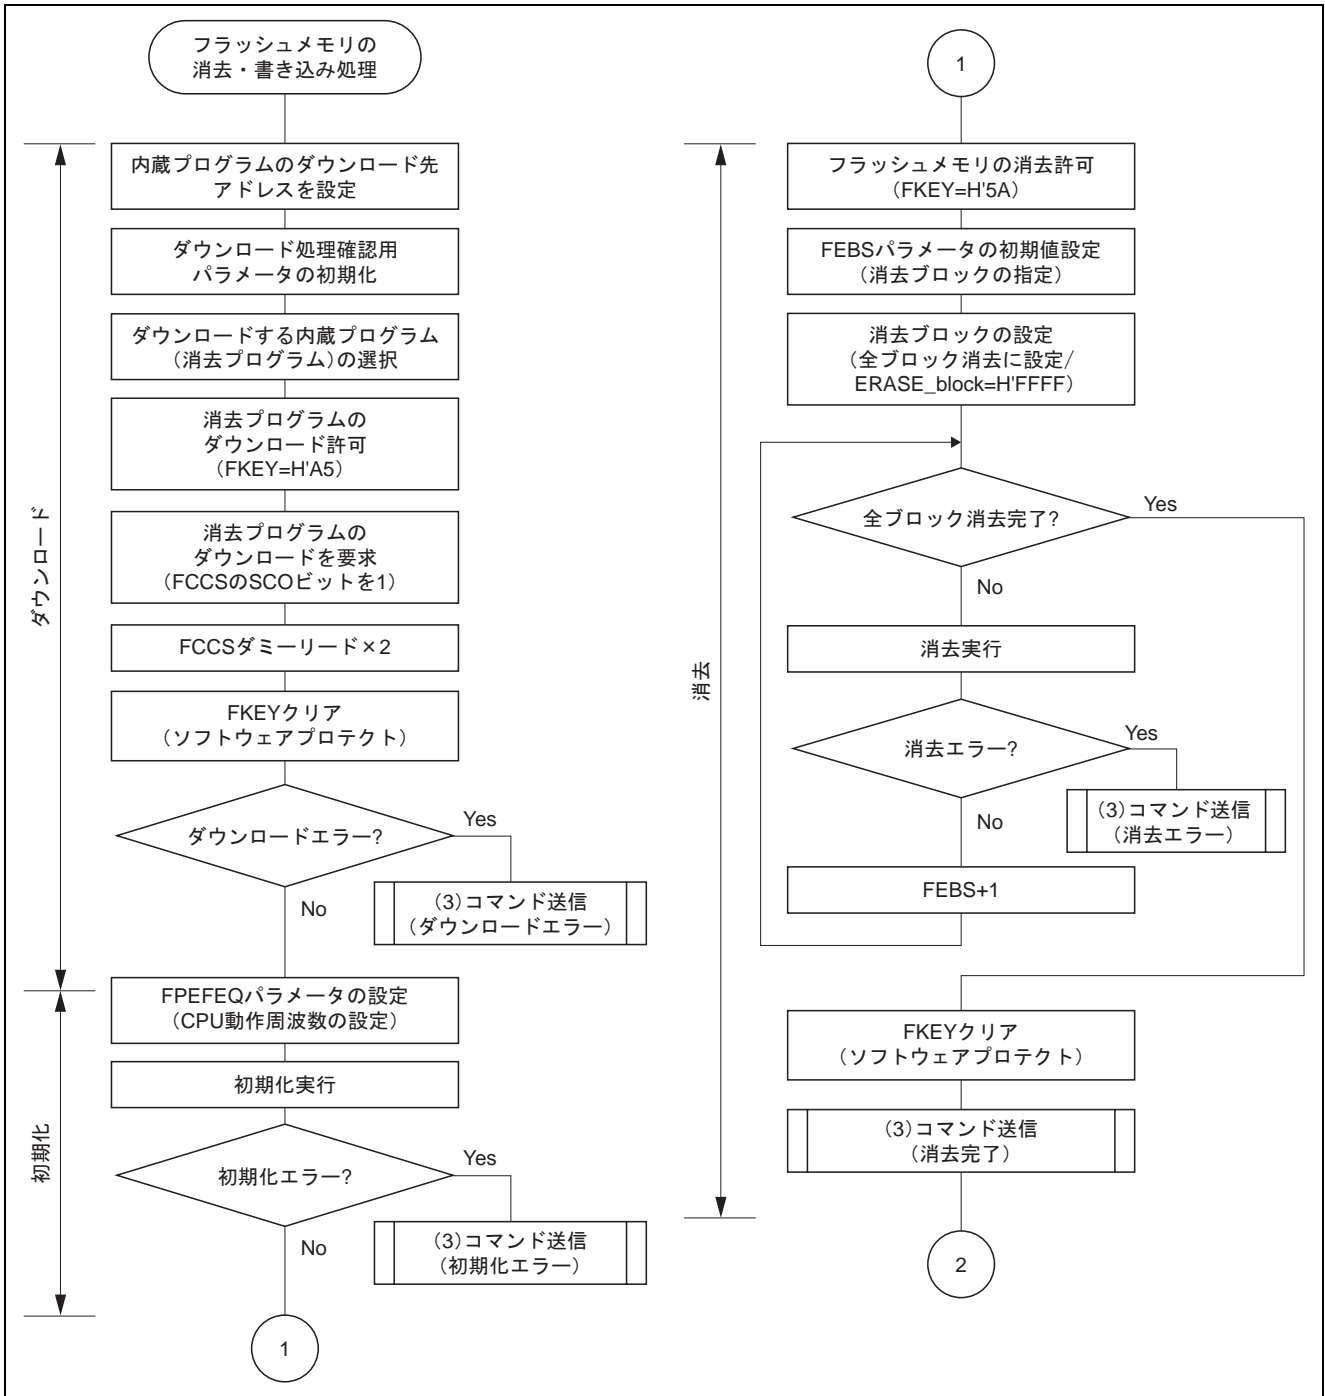 フラッシュメモリの
消去・書き込み処理
ダウンロード
内蔵プログラムのダウンロード先
アドレスを設定
ダウンロード処理確認用
パラメータの初期化
ダウンロードする内蔵プログラム
(消去プログラム)の選択
消去プログラムの
ダウンロード許可
(FKEY=H'A5)
消去プログラムの
ダウンロードを要求
(FCCSのSCOビットを1)
FCCSダミーリード×2
FKEYクリア
(ソフトウェアプロテクト)
ダウンロードエラー?
Yes
No
(3)コマンド送信
(ダウンロードエラー)
初期化
FPEFEQパラメータの設定
(CPU動作周波数の設定)
初期化実行
初期化エラー?
Yes
No
(3)コマンド送信
(初期化エラー)
1
1
消去
フラッシュメモリの消去許可
(FKEY=H'5A)
FEBSパラメータの初期値設定
(消去ブロックの指定)
消去ブロックの設定
(全ブロック消去に設定/
ERASE_block=H'FFFF)
全ブロック消去完了?
Yes
No
消去実行
消去エラー?
Yes
No
(3)コマンド送信
(消去エラー)
FEBS+1
FKEYクリア
(ソフトウェアプロテクト)
(3)コマンド送信
(消去完了)
2